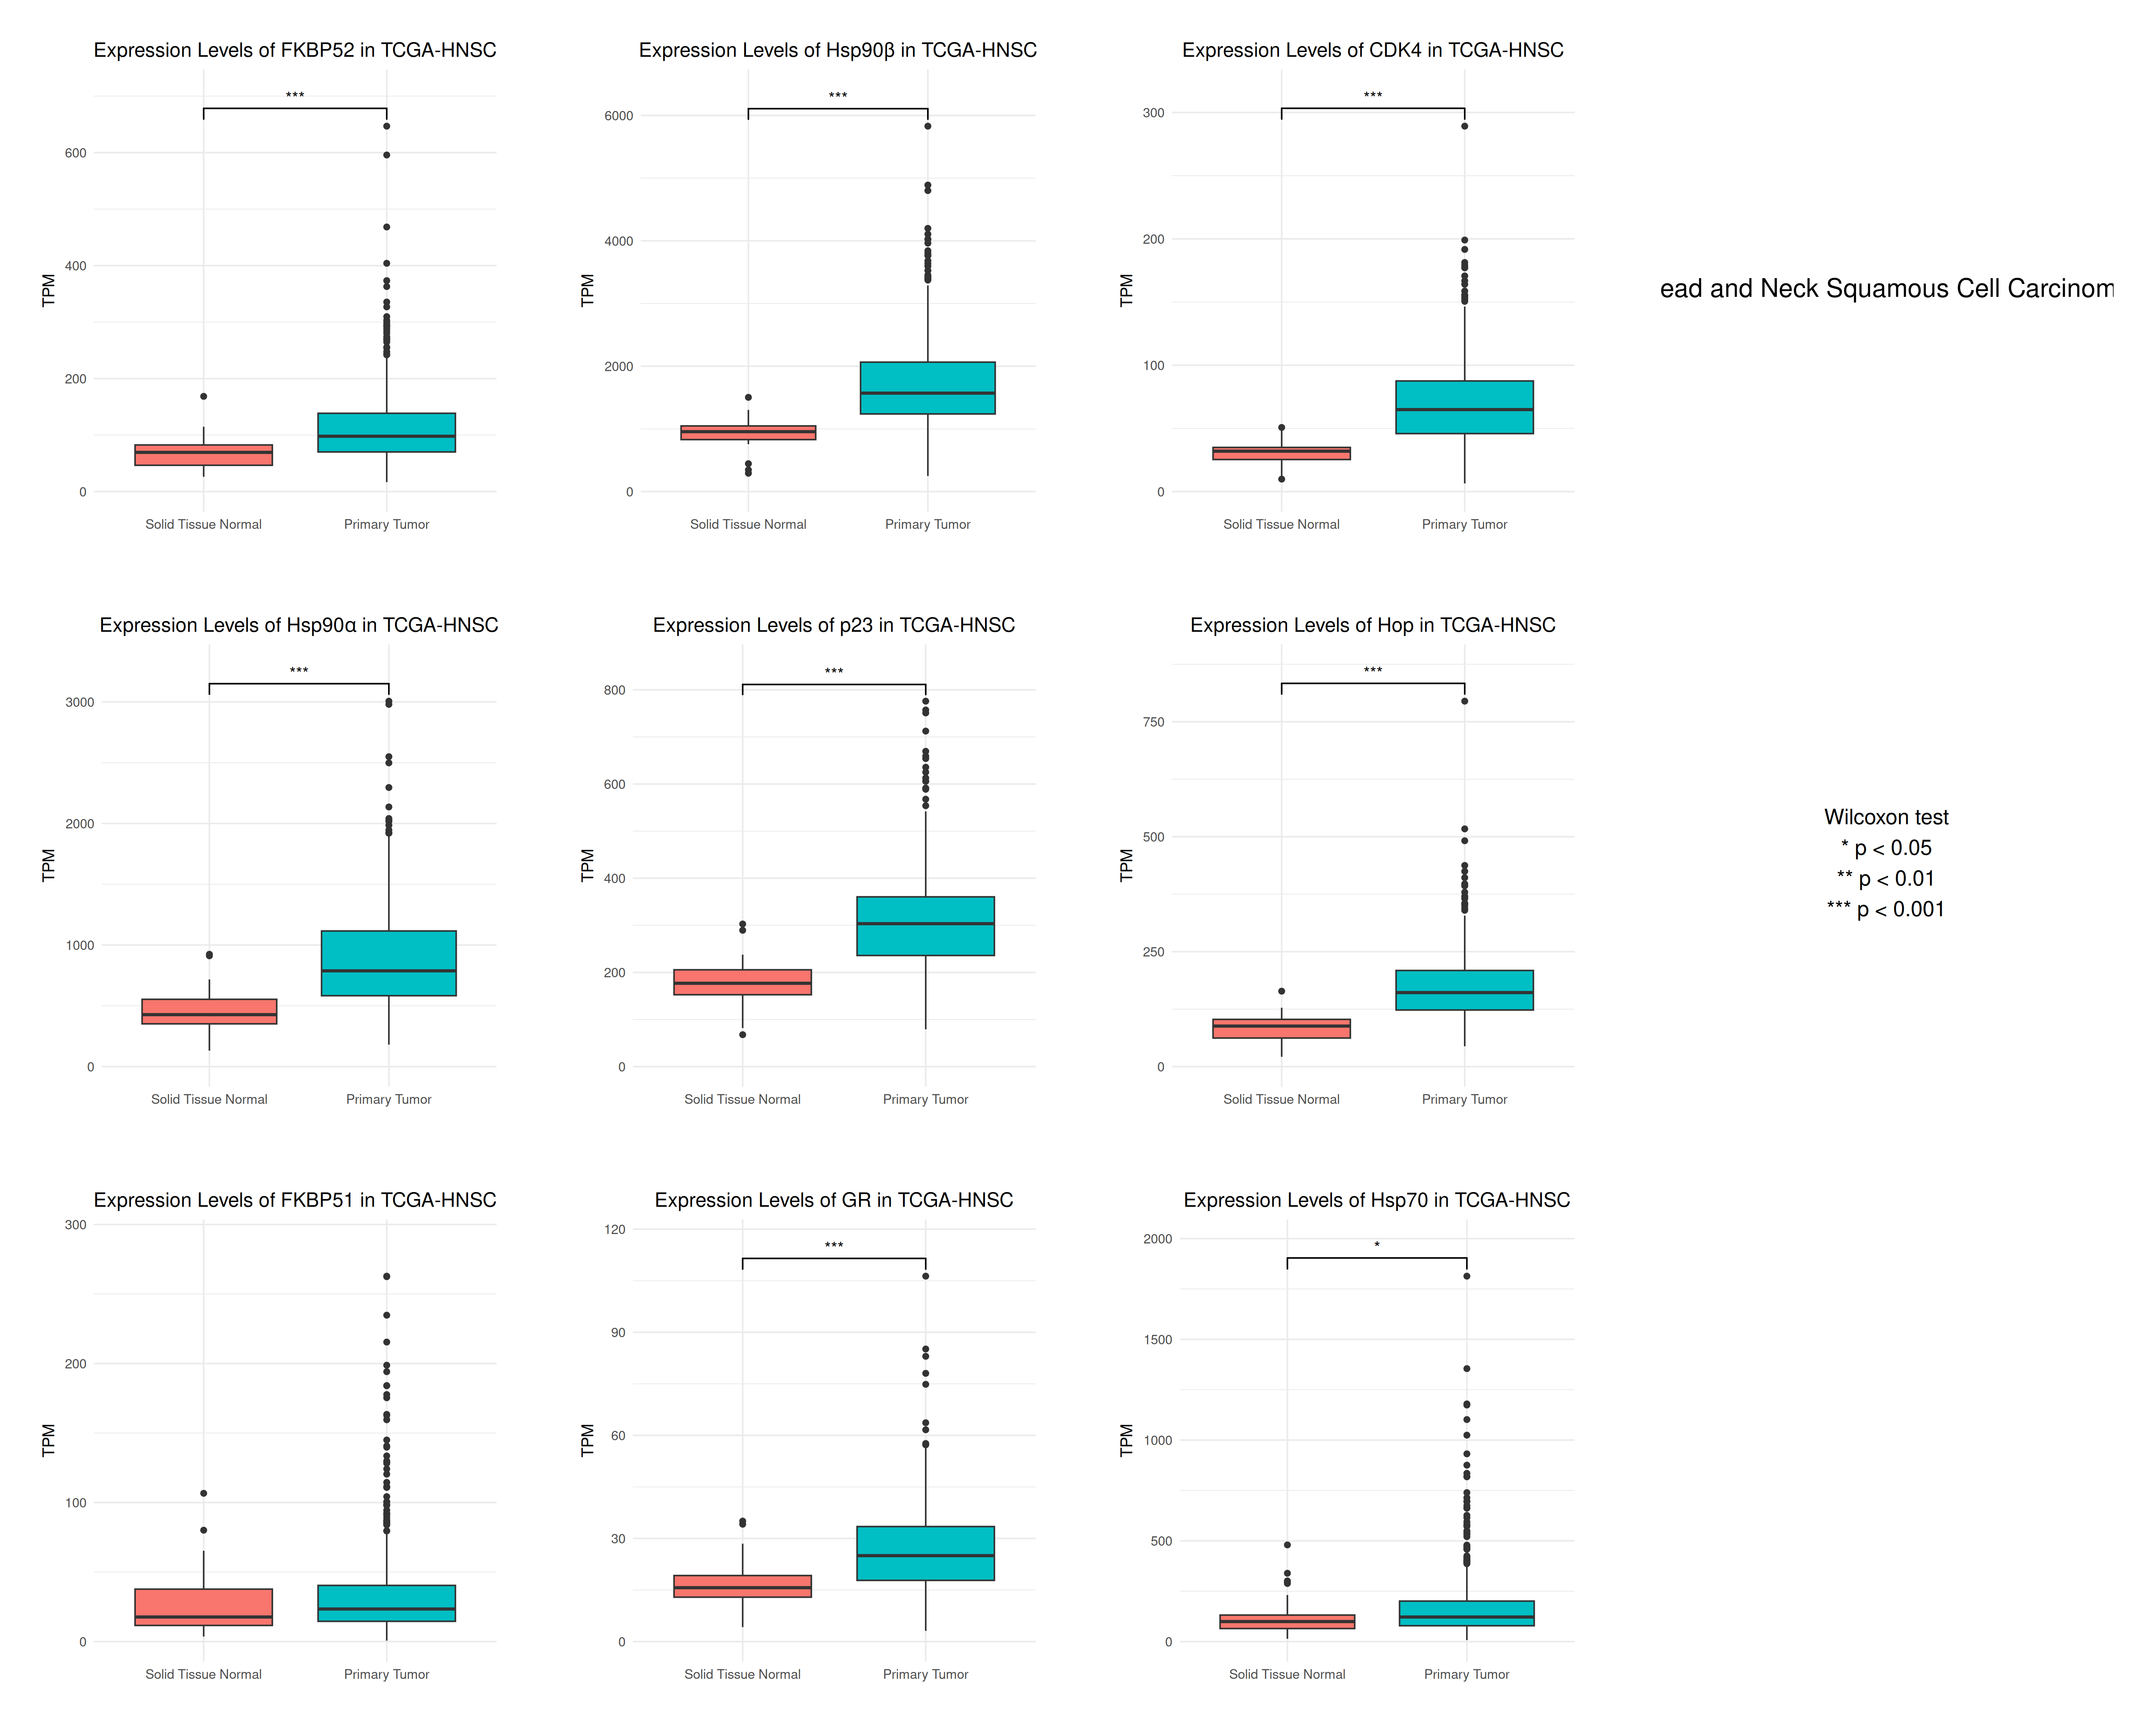 Expression Levels of FKBP52 in TCGA-HNSC
***
TPM
600
400
200
0
Solid Tissue Normal
Primary Tumor
Expression Levels of Hsp90β in TCGA-HNSC
***
TPM
6000
4000
2000
0
Solid Tissue Normal
Primary Tumor
Expression Levels of CDK4 in TCGA-HNSC
***
TPM
300
200
100
0
Solid Tissue Normal
Primary Tumor
ead and Neck Squamous Cell Carcinom
Expression Levels of Hsp90α in TCGA-HNSC
***
TPM
3000
2000
1000
0
Solid Tissue Normal
Primary Tumor
Expression Levels of p23 in TCGA-HNSC
***
TPM
800
600
400
200
0
Solid Tissue Normal
Primary Tumor
Expression Levels of Hop in TCGA-HNSC
***
TPM
750
500
250
0
Solid Tissue Normal
Primary Tumor
Wilcoxon test
* p < 0.05
** p < 0.01
*** p < 0.001
Expression Levels of FKBP51 in TCGA-HNSC
TPM
300
200
100
0
Solid Tissue Normal
Primary Tumor
Expression Levels of GR in TCGA-HNSC
***
TPM
120
90
60
30
0
Solid Tissue Normal
Primary Tumor
Expression Levels of Hsp70 in TCGA-HNSC
*
TPM
2000
1500
1000
500
0
Solid Tissue Normal
Primary Tumor